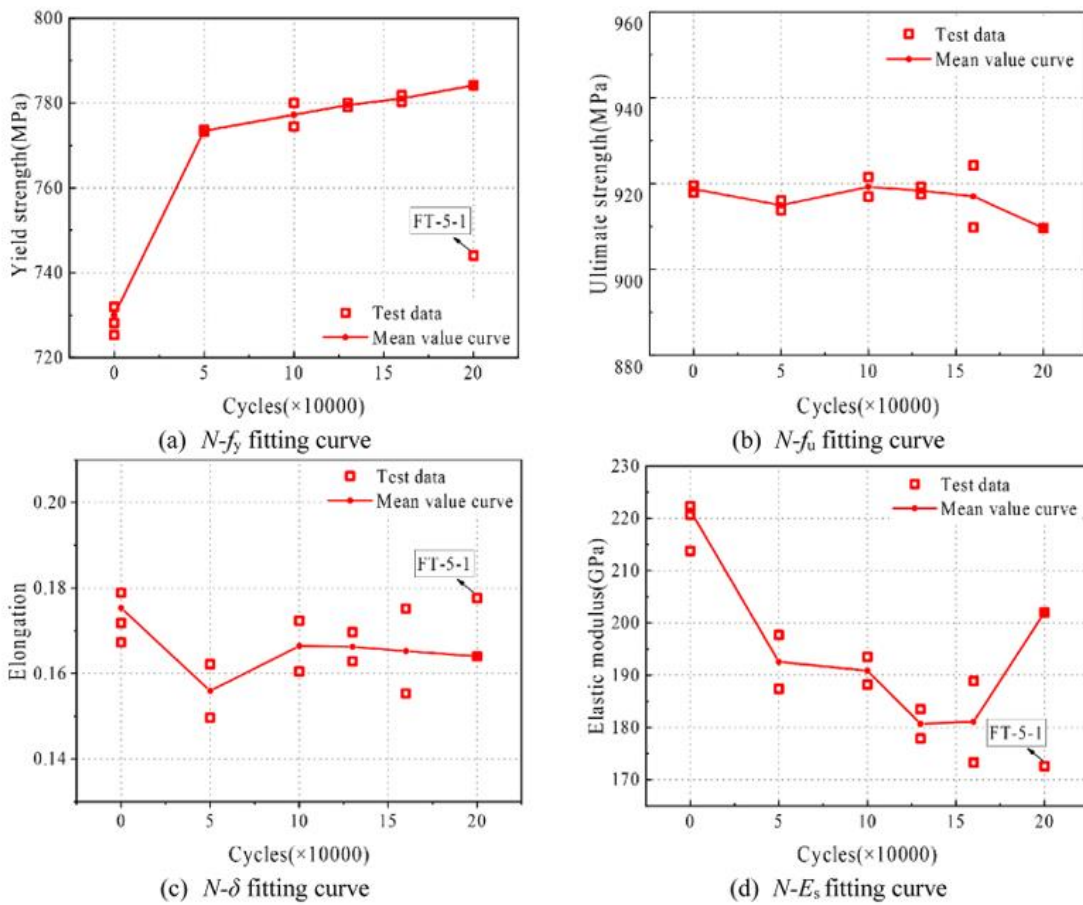 800
780
760
740
720
Yield strength(MPa)
FT-5-1
Test data
Mean value curve
0 5 10 15 20
Cycles(×10000)
(a) N-fy fitting curve
960
940
920
900
880
Ultimate strength(MPa)
Test data
Mean value curve
0 5 10 15 20
Cycles(×10000)
(b) N-fu fitting curve
0.20
0.18
0.16
0.14
Elongation
Test data
Mean value curve
FT-5-1
0 5 10 15 20
Cycles(×10000)
(c) N-δ fitting curve
230
220
210
200
190
180
170
Elastic modulus(GPa)
Test data
Mean value curve
FT-5-1
0 5 10 15 20
Cycles(×10000)
(d) N-Es fitting curve